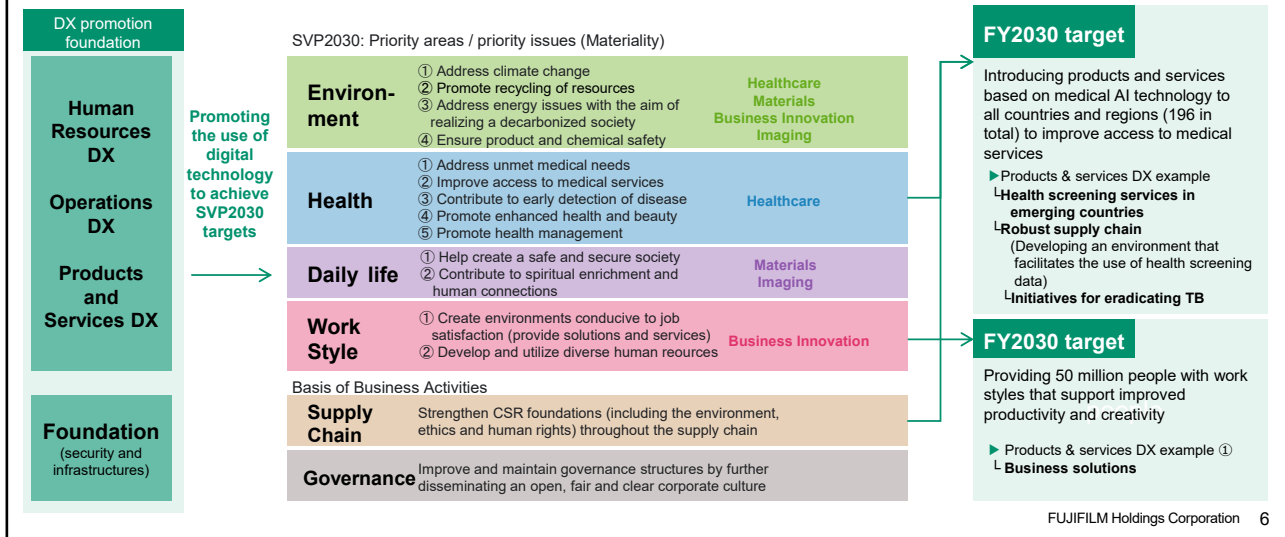 DX promotion
foundation
Human
Resources
DX
Operations
DX
Products
and
Services DX
Foundation
(security and
infrastructures)
Promoting
the use of
digital
technology
to achieve
SVP2030
targets
SVP2030: Priority areas / priority issues (Materiality)
Environ-
ment
① Address climate change
② Promote recycling of resources
③ Address energy issues with the aim of
realizing a decarbonized society
④ Ensure product and chemical safety
Healthcare
Materials
Business Innovation
Imaging
Health
① Address unmet medical needs
② Improve access to medical services
③ Contribute to early detection of disease
④ Promote enhanced health and beauty
⑤ Promote health management
Healthcare
Daily life
① Help create a safe and secure society
② Contribute to spiritual enrichment and
human connections
Materials
Imaging
Work
Style
① Create environments conducive to job
satisfaction (provide solutions and services)
② Develop and utilize diverse human reources
Business Innovation
Basis of Business Activities
Supply
Chain
Strengthen CSR foundations (including the environment,
ethics and human rights) throughout the supply chain
Governance
Improve and maintain governance structures by further
disseminating an open, fair and clear corporate culture
FY2030 target
Introducing products and services
based on medical AI technology to
all countries and regions (196 in
total) to improve access to medical
services
▶Products & services DX example
└Health screening services in
emerging countries
└Robust supply chain
(Developing an environment that
facilitates the use of health screening
data)
└Initiatives for eradicating TB
FY2030 target
Providing 50 million people with work
styles that support improved
productivity and creativity
▶ Products & services DX example ①
└ Business solutions
FUJIFILM Holdings Corporation 6